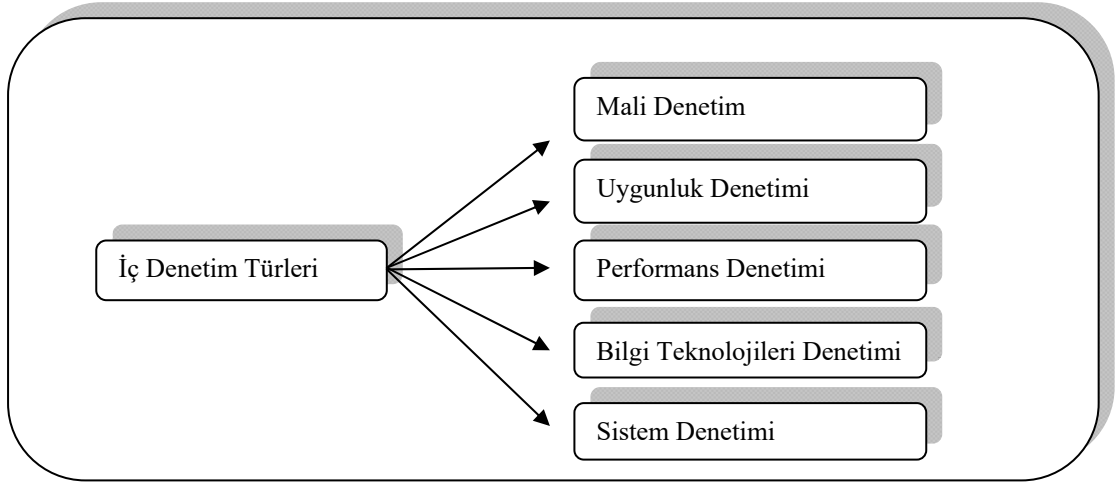 Mali Denetim
Uygunluk Denetimi
İç Denetim Türleri
Performans Denetimi
Bilgi Teknolojileri Denetimi
Sistem Denetimi